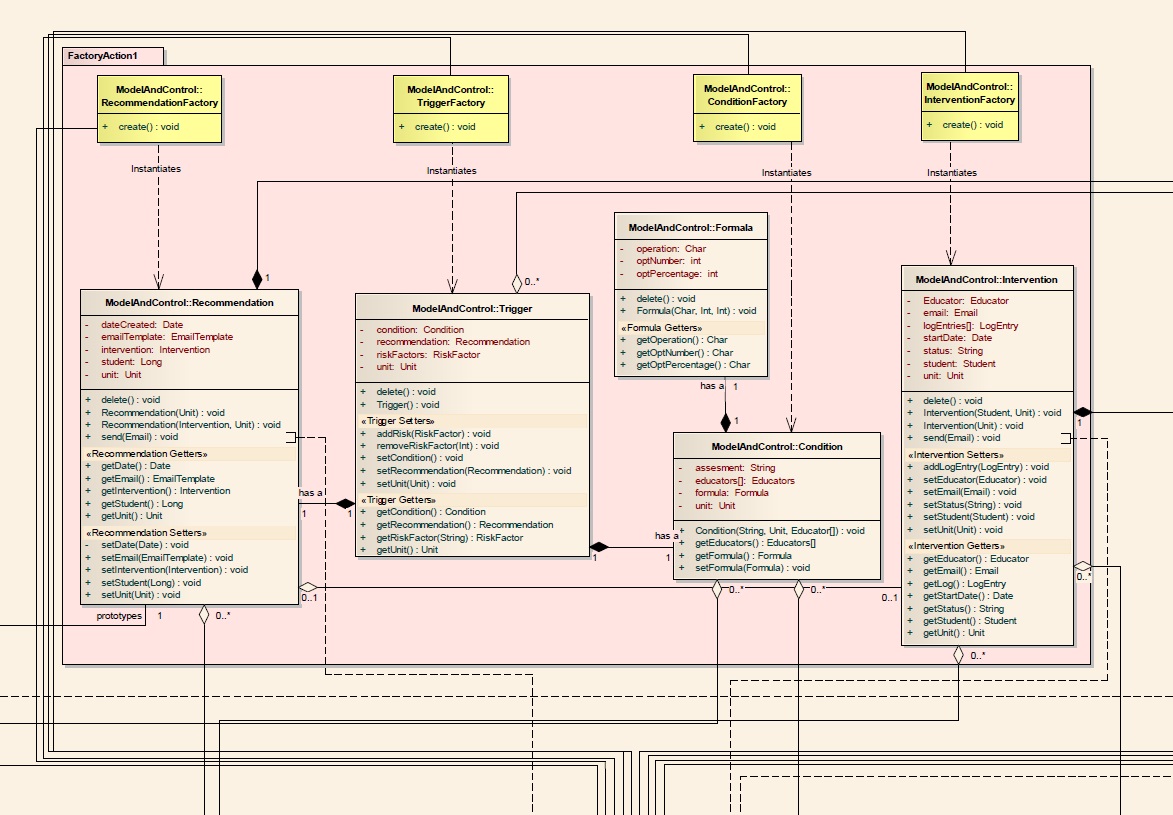 FactoryAction1
ModelAndControl::
RecommendationFactory
+ create() : void
ModelAndControl::
TriggerFactory
+ create() : void
ModelAndControl::
ConditionFactory
+ create() : void
ModelAndControl::
InterventionFactory
+ create() : void
Instantiates
Instantiates
Instantiates
Instantiates
1
0..*
ModelAndControl::Recommendation
- dateCreated: Date
- emailTemplate: EmailTemplate
- intervention: Intervention
- student: Long
- unit: Unit
+ delete() : void
+ Recommendation(Unit) : void
+ Recommendation(Intervention, Unit) : void
+ send(Email) : void
«Recommendation Getters»
+ getDate() : Date
+ getEmail() : EmailTemplate
+ getIntervention() : Intervention
+ getStudent() : Long
+ getUnit() : Unit
«Recommendation Setters»
- setDate(Date) : void
+ setEmail(EmailTemplate) : void
+ setIntervention(Intervention) : void
+ setStudent(Long) : void
+ setUnit(Unit) : void
prototypes
1
0..*
0..1
has a
1
1
ModelAndControl::Trigger
- condition: Condition
- recommendation: Recommendation
- riskFactors: RiskFactor
- unit: Unit
+ delete() : void
+ Trigger() : void
«Trigger Setters»
+ addRisk(RiskFactor) : void
+ removeRiskFactor(Int) : void
+ setCondition() : void
+ setRecommendation(Recommendation) : void
+ setUnit(Unit) : void
«Trigger Getters»
+ getCondition() : Condition
+ getRecommendation() : Recommendation
+ getRiskFactor(String) : RiskFactor
+ getUnit() : Unit
1
has a
1
ModelAndControl::Formala
- operation: Char
- optNumber: int
- optPercentage: int
+ delete() : void
+ Formula(Char, Int, Int) : void
«Formula Getters»
+ getOperation() : Char
+ getOptNumber() : Char
+ getOptPercentage() : Char
has a
1
1
ModelAndControl::Condition
- assesment: String
- educators[]: Educators
- formula: Formula
- unit: Unit
+ Condition(String, Unit, Educator[]) : void
+ getEducators() : Educators[]
+ getFormula() : Formula
+ setFormula(Formula) : void
0..*
0..*
0..1
ModelAndControl::Intervention
- Educator: Educator
- email: Email
- logEntries[]: LogEntry
- startDate: Date
- status: String
- student: Student
- unit: Unit
+ delete() : void
+ Intervention(Student, Unit) : void
+ Intervention(Unit) : void
+ send(Email) : void
«Intervention Setters»
+ addLogEntry(LogEntry) : void
+ setEducator(Educator) : void
+ setEmail(Email) : void
+ setStatus(String) : void
+ setStudent(Student) : void
+ setUnit(Unit) : void
«Intervention Getters»
+ getEducator() : Educator
+ getEmail() : Email
+ getLog() : LogEntry
+ getStartDate() : Date
+ getStatus() : String
+ getStudent() : Student
+ getUnit() : Unit
1
0..*
0..*